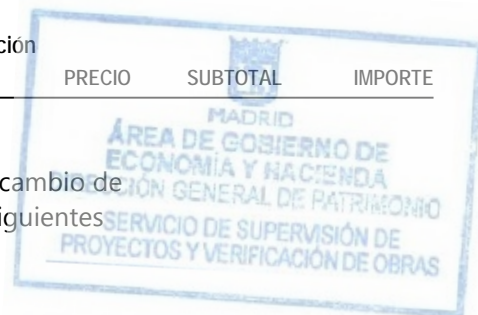 ción
PRECIO SUBTOTAL IMPORTE
MADRID
ÁREA DE GOBIERNO DE
ECONOMÍA Y HACIENDA
cambio de
DIRECCIÓN GENERAL DE PATRIMONIO
iguientes
SERVICIO DE SUPERVISIÓN DE
PROYECTOS Y VERIFICACIÓN DE OBRAS